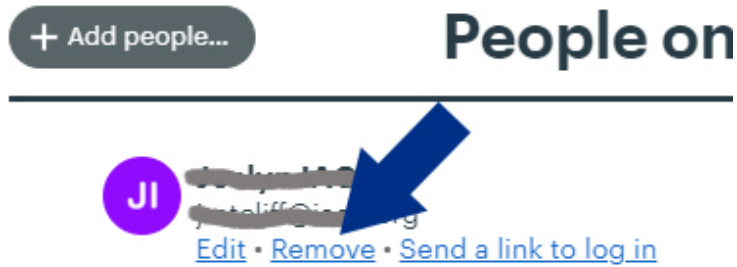 + Add people...
People on
JI
Edit • Remove • Send a link to log in